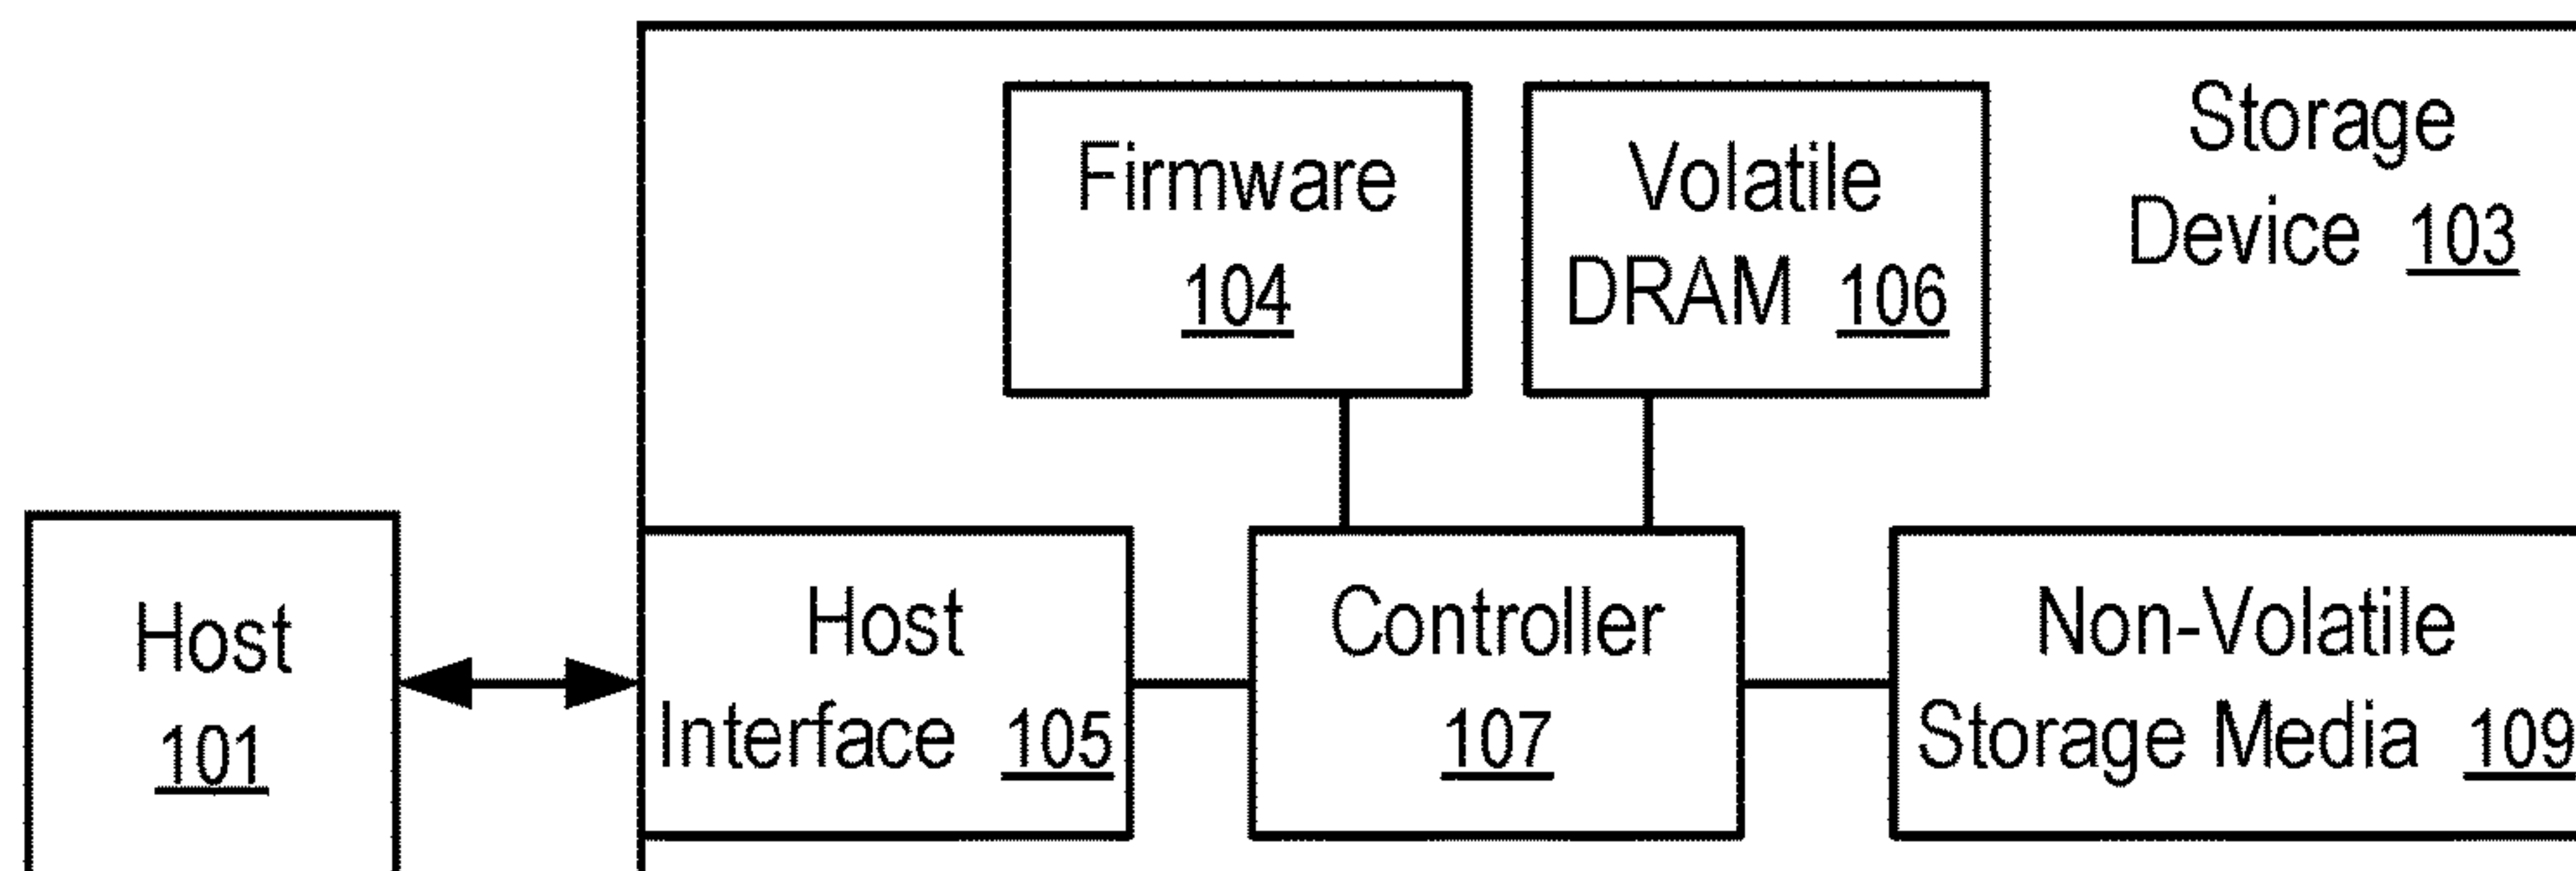 Firmware
104
Volatile
DRAM 106
Storage
Device 103
Host
101
Host
Interface 105
Controller
107
Non-Volatile
Storage Media 109